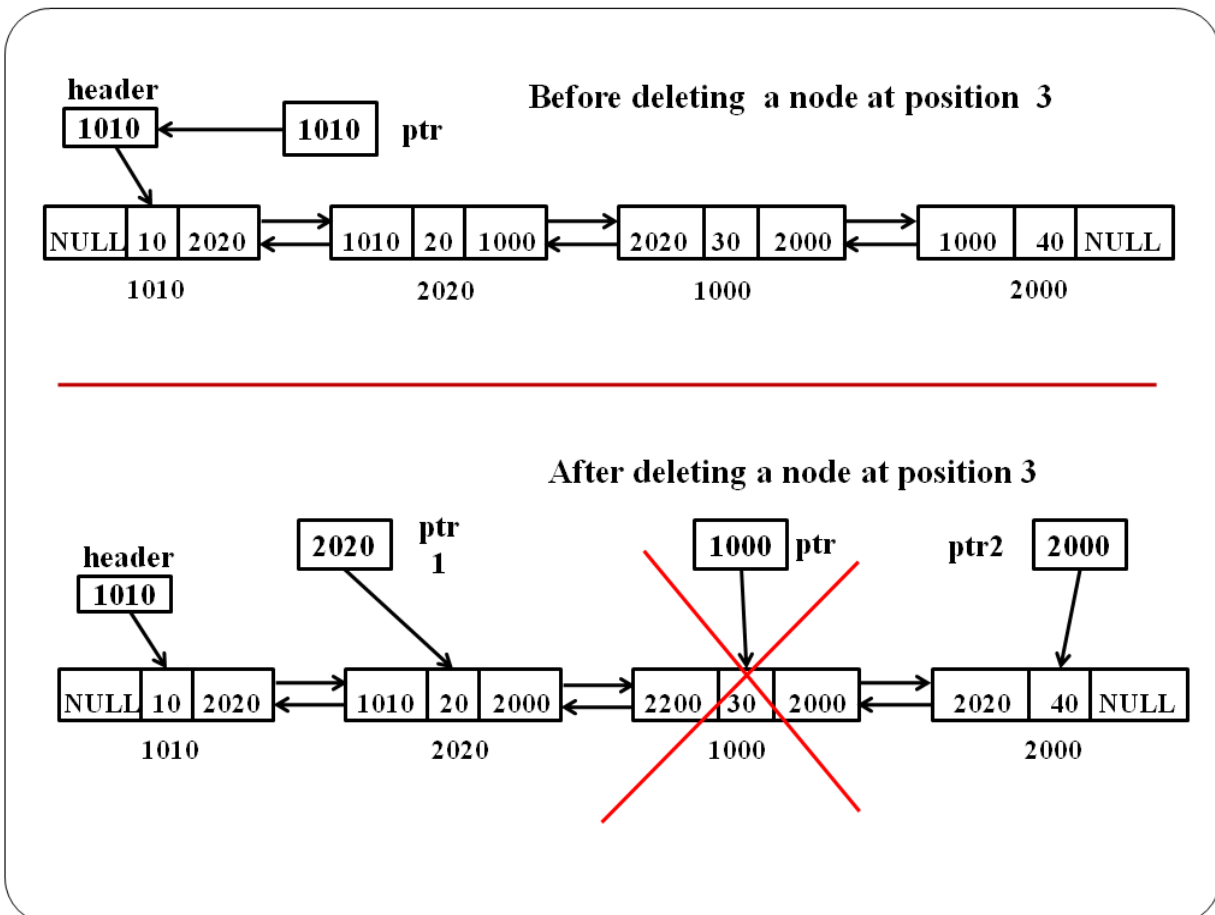 header
Before deleting a node at position 3
1010
1010
ptr
NULL 10 2020
1010 20 1000
2020 30 2000
1000 40 NULL
1010
2020
1000
2000
After deleting a node at position 3
header
1010
2020
ptr
1
1000
ptr
ptr2
2000
NULL 10 2020
1010 20 2000
2200 30 2000
2020 40 NULL
1010
2020
1000
2000